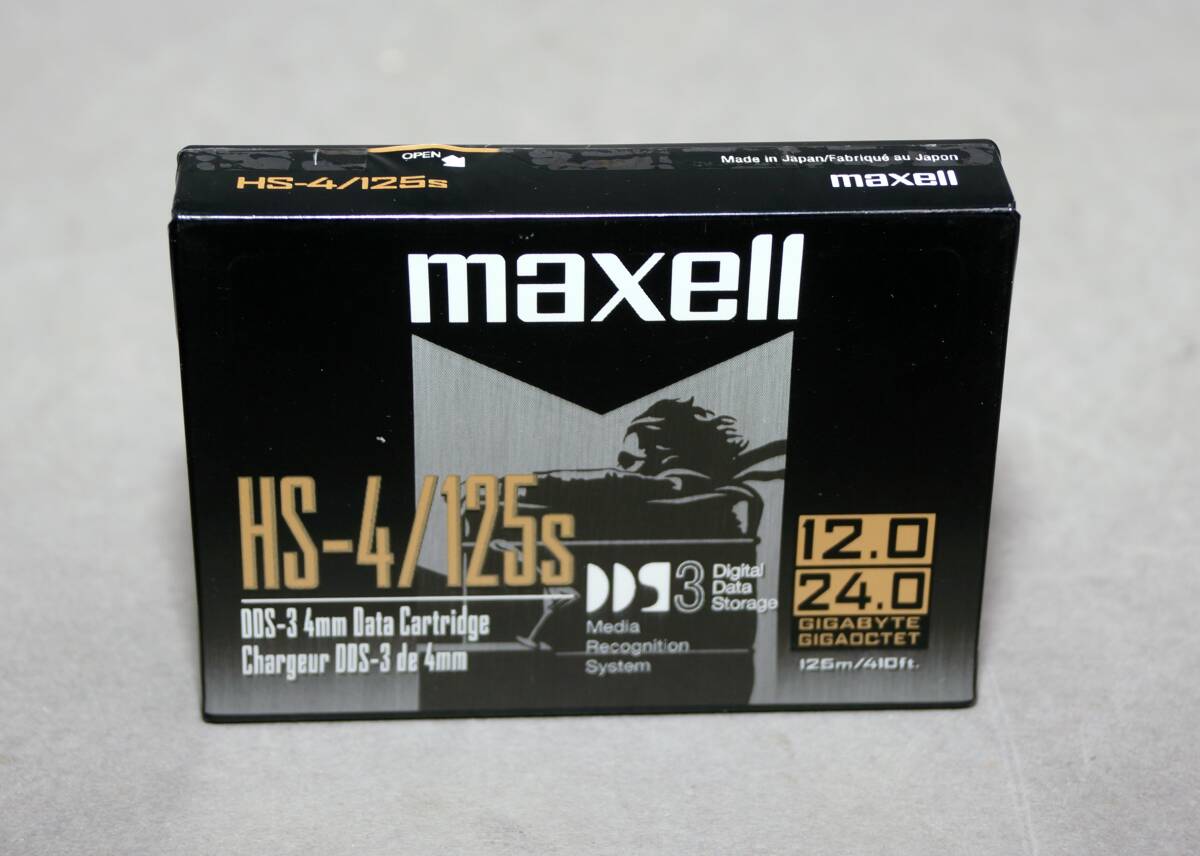 OPEN
HS-4/125s
Made in Japan/Fabriqué au Japon
maxell
maxell
HS-4/125s
DDS-3 4mm Data Cartridge
Chargeur DDS-3 de 4mm
DDS 3 Digital
Data
Storage
Media
Recognition
System
12.0
24.0
GIGABYTE
GIGAOCTET
125m/410ft.